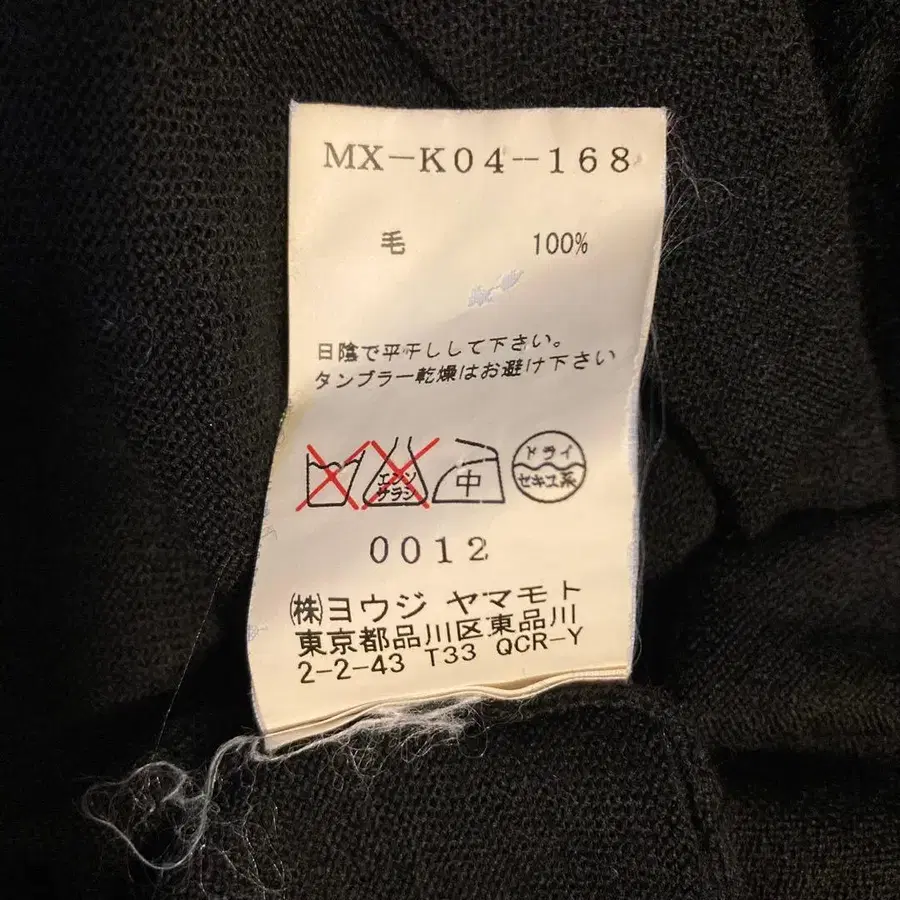 MX-K04-168
毛 100%
日陰で平干しして下さい。
タンブラー乾燥はお避け下さい
エンソ
サラシ
中
ドライ
セキユ系
0012
㈱ヨウジ ヤマモト
東京都品川区東品川
2-2-43 T33 QCR-Y